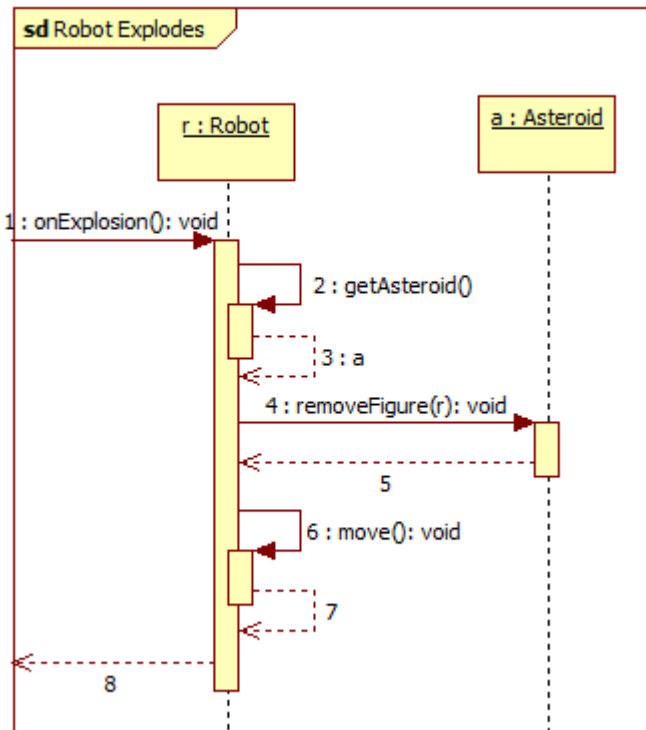 sd Robot Explodes
r : Robot
a : Asteroid
1 : onExplosion(): void
2 : getAsteroid()
3 : a
4 : removeFigure(r): void
5
6 : move(): void
7
8